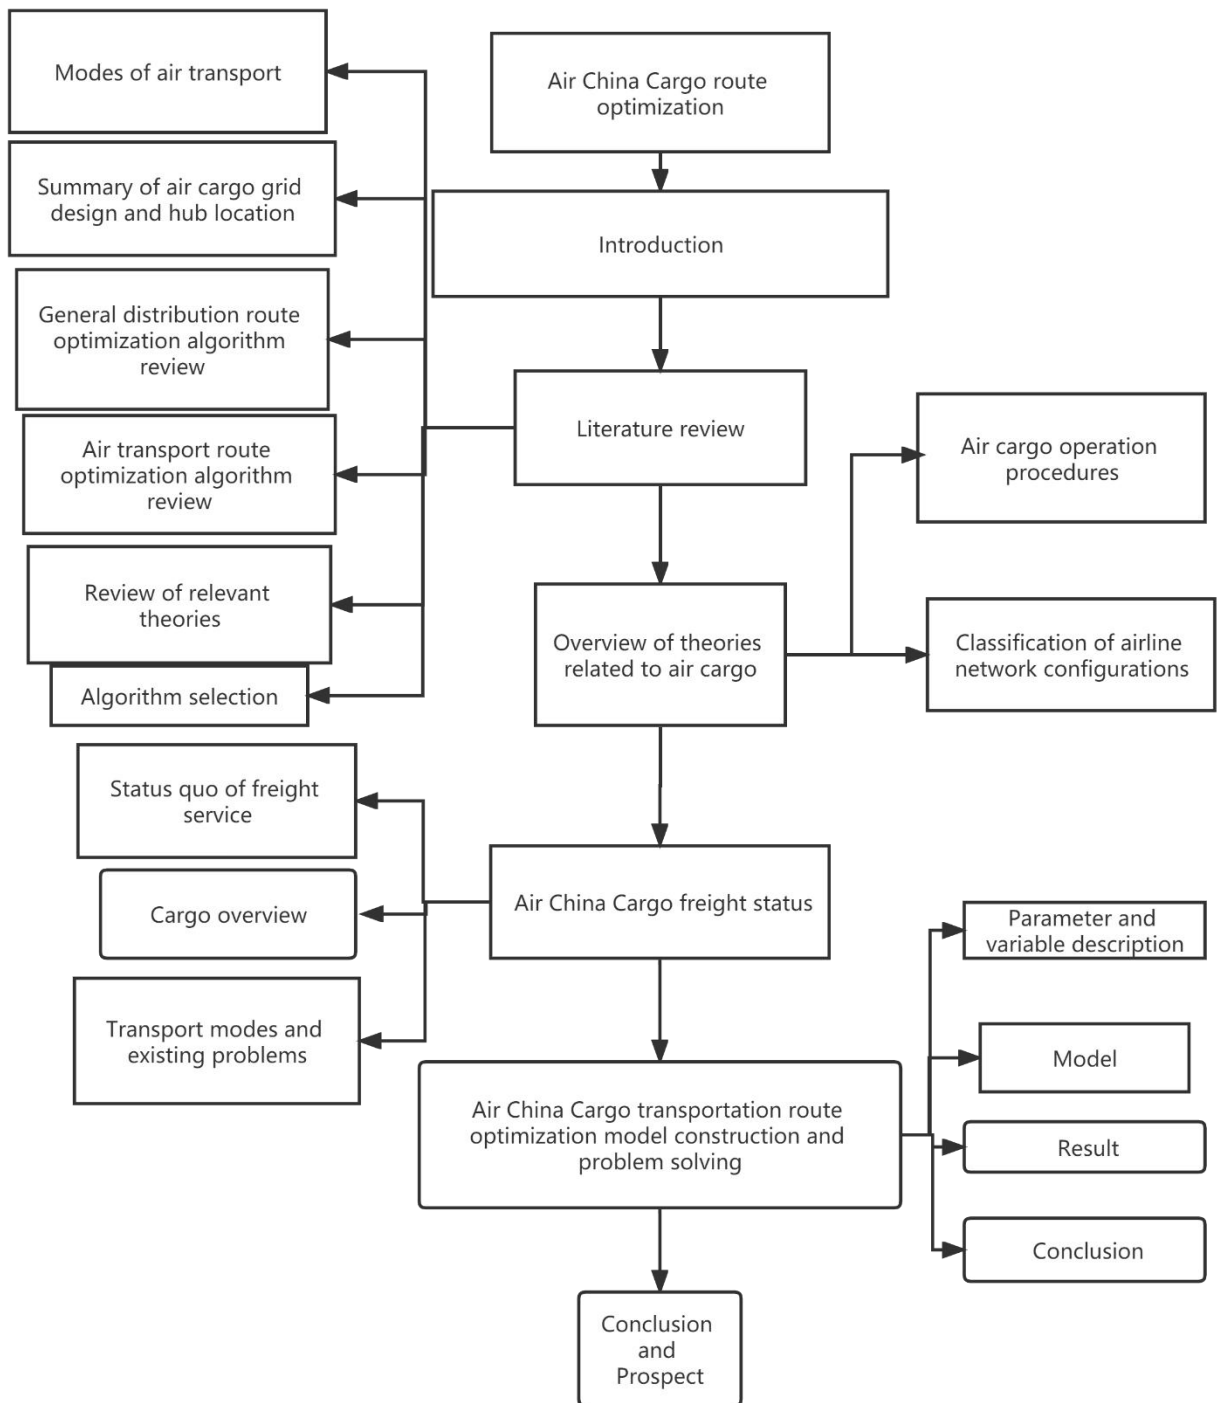 Air China Cargo route
optimization
Introduction
Literature review
Modes of air transport
Summary of air cargo grid
design and hub location
General distribution route
optimization algorithm
review
Air transport route
optimization algorithm
review
Review of relevant
theories
Algorithm selection
Overview of theories
related to air cargo
Air cargo operation
procedures
Classification of airline
network configurations
Air China Cargo freight status
Status quo of freight
service
Cargo overview
Transport modes and
existing problems
Air China Cargo transportation route
optimization model construction and
problem solving
Parameter and
variable description
Model
Result
Conclusion
Conclusion
and
Prospect